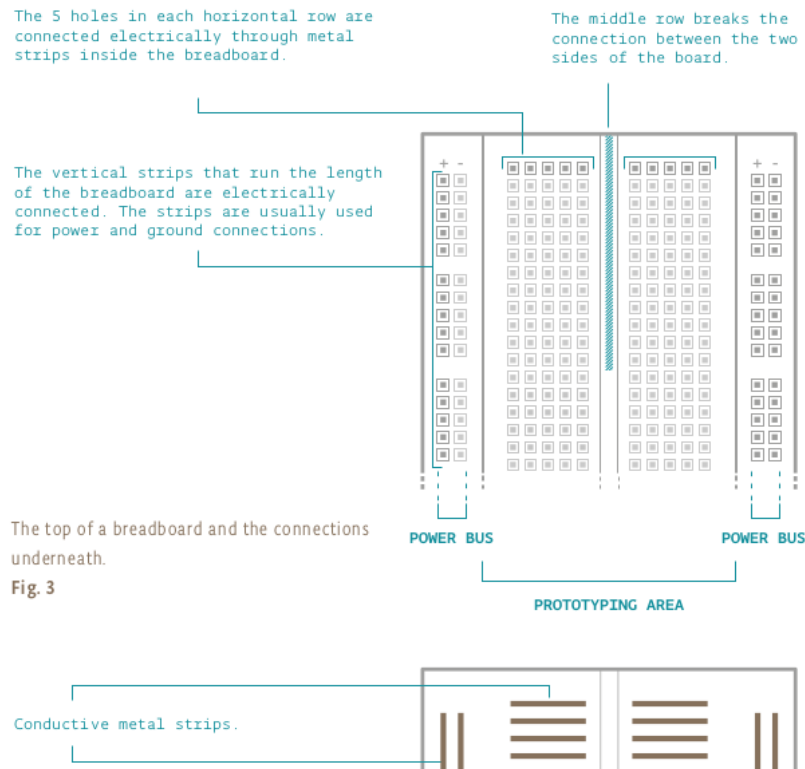 The 5 holes in each horizontal row are
connected electrically through metal
strips inside the breadboard.
The middle row breaks the
connection between the two
sides of the board.
The vertical strips that run the length
of the breadboard are electrically
connected. The strips are usually used
for power and ground connections.
+ -
+ -
The top of a breadboard and the connections
underneath.
Fig. 3
POWER BUS
POWER BUS
PROTOTYPING AREA
Conductive metal strips.